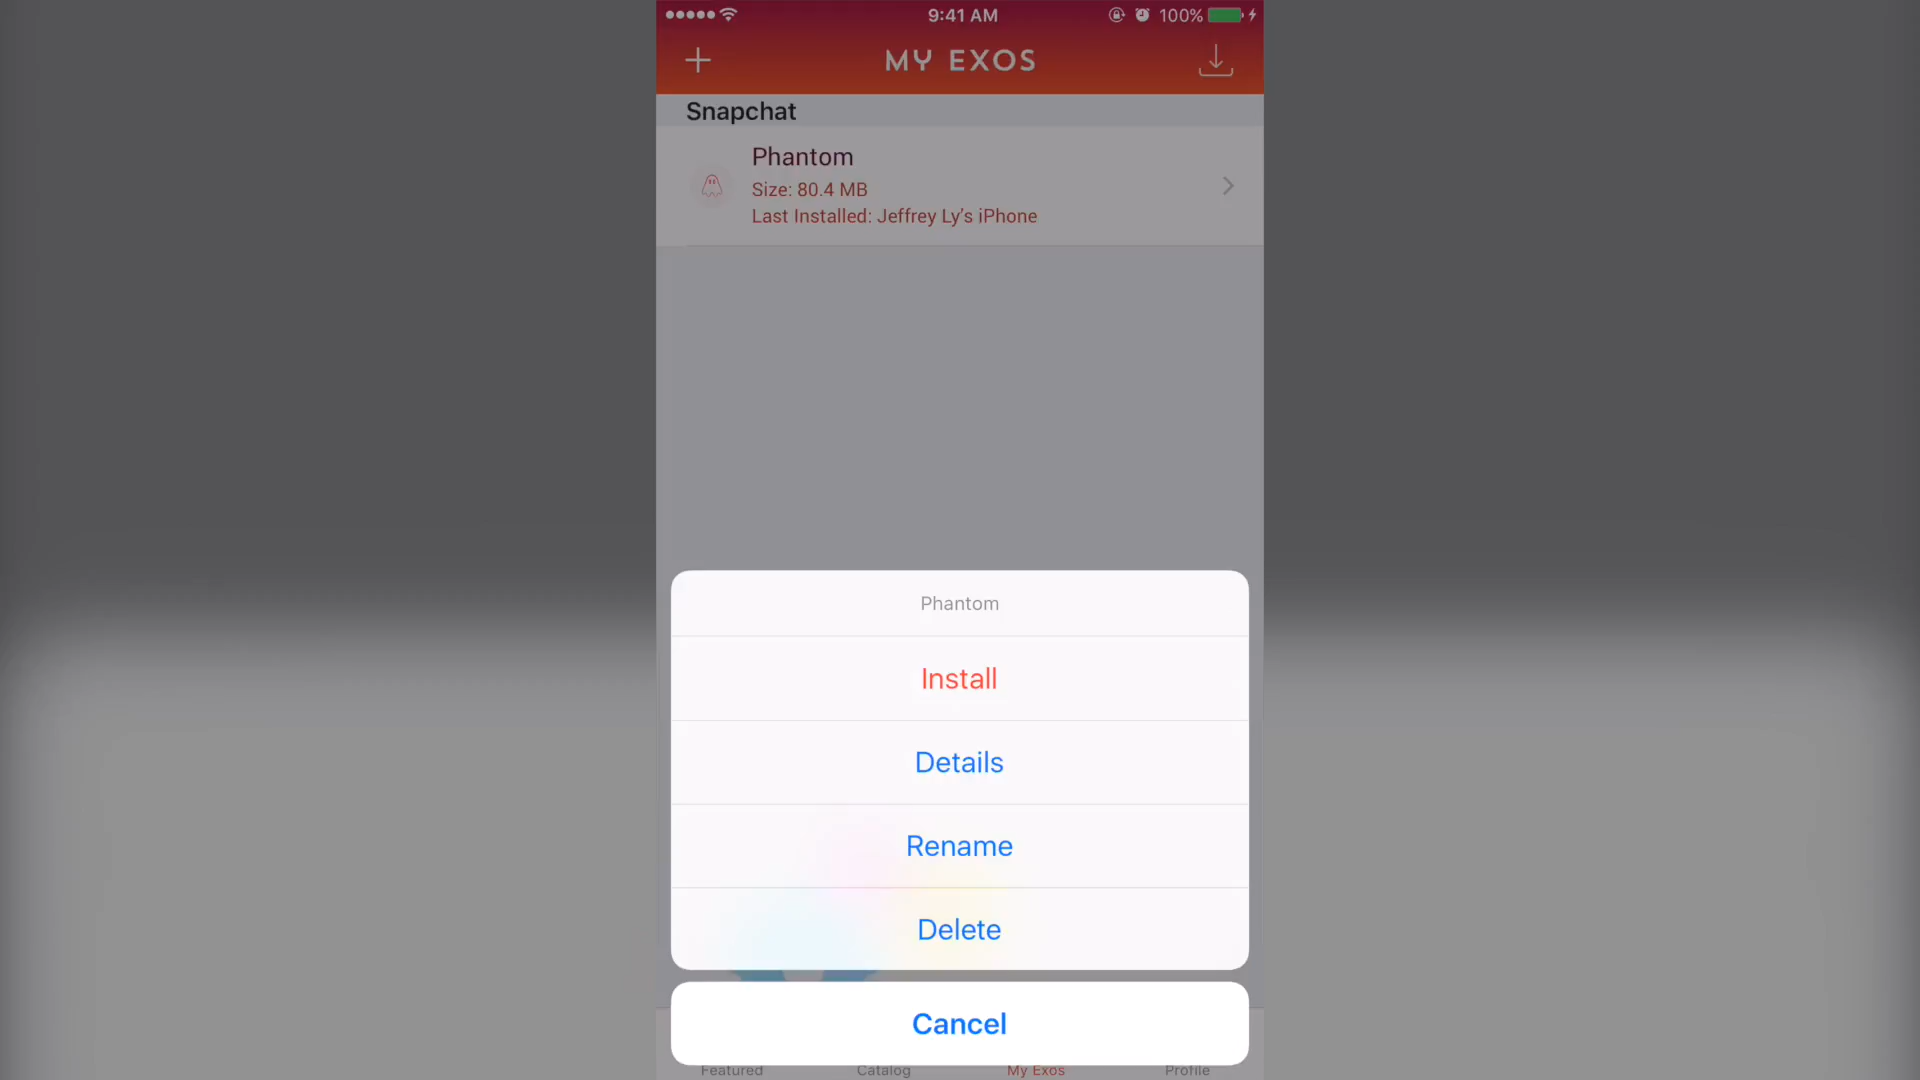 9:41 AM
100%
MY EXOS
Snapchat
Phantom
Size: 80.4 MB
Last Installed: Jeffrey Ly’s iPhone
Phantom
Install
Details
Rename
Delete
Cancel
Featured
Catalog
My Exos
Profile